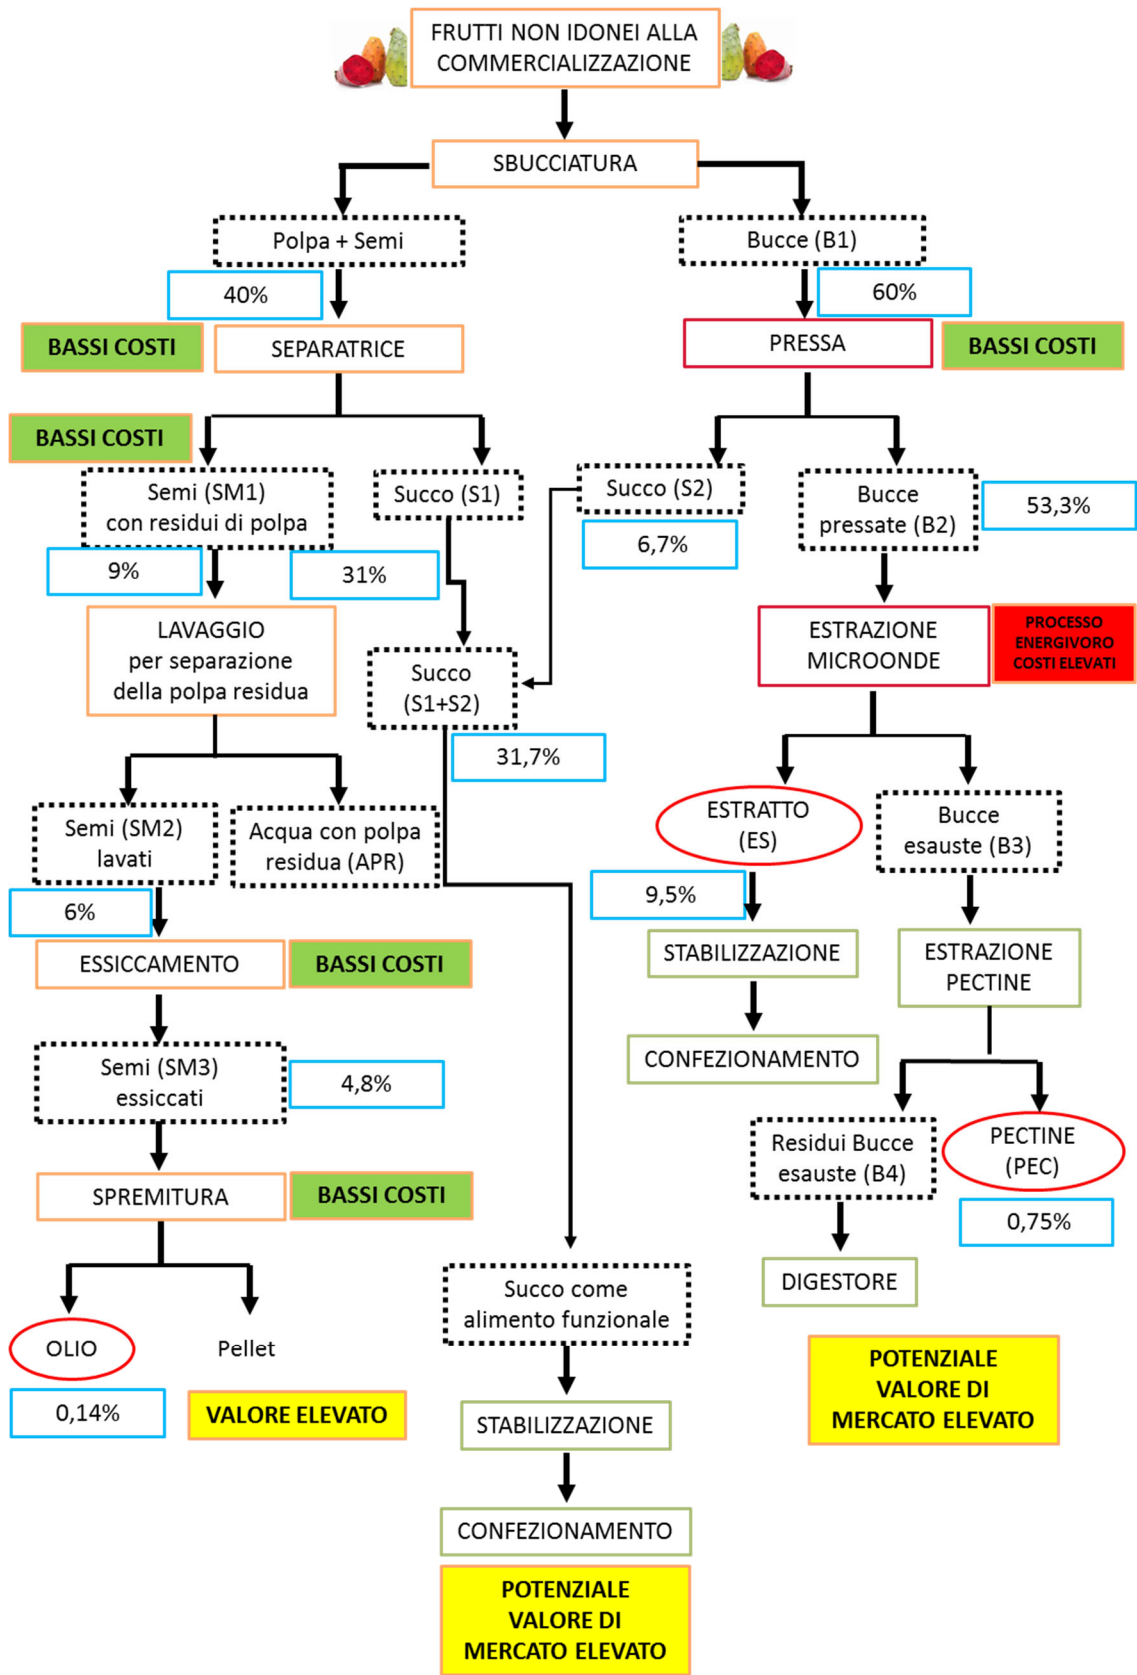 FRUTTI NON IDONEI ALLA
COMMERCIALIZZAZIONE
SBUCCIATURA
Polpa + Semi
Bucce (B1)
40%
60%
BASSI COSTI
SEPARATRICE
PRESSA
BASSI COSTI
BASSI COSTI
Semi (SM1)
con residui di polpa
Succo (S1)
Succo (S2)
Bucce
pressate (B2)
53,3%
9%
31%
6,7%
LAVAGGIO
per separazione
della polpa residua
Succo
(S1+S2)
ESTRAZIONE
MICROONDE
PROCESSO
ENERGIVORO
COSTI ELEVATI
31,7%
Semi (SM2)
lavati
Acqua con polpa
residua (APR)
ESTRATTO
(ES)
Bucce
esauste (B3)
6%
9,5%
ESSICCAMENTO
BASSI COSTI
STABILIZZAZIONE
ESTRAZIONE
PECTINE
Semi (SM3)
essiccati
4,8%
CONFEZIONAMENTO
SPREMITURA
BASSI COSTI
Residui Bucce
esauste (B4)
PECTINE
(PEC)
0,75%
Succo come
alimento funzionale
DIGESTORE
OLIO
Pellet
0,14%
VALORE ELEVATO
POTENZIALE
VALORE DI
MERCATO ELEVATO
STABILIZZAZIONE
CONFEZIONAMENTO
POTENZIALE
VALORE DI
MERCATO ELEVATO